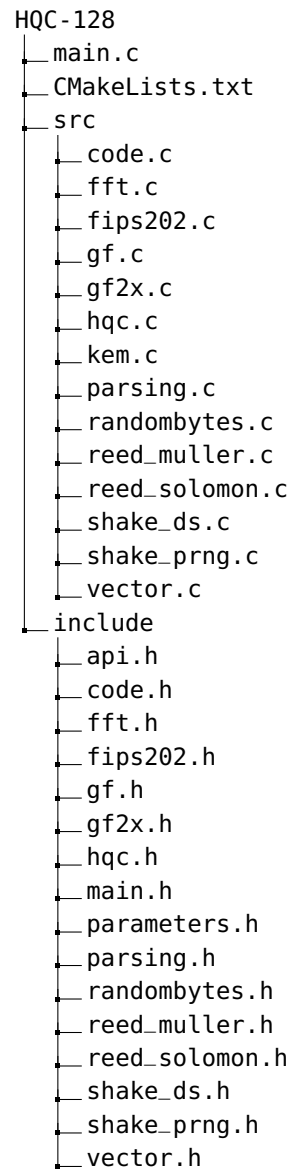 HQC-128
main.c
CMakeLists.txt
src
code.c
fft.c
fips202.c
gf.c
gf2x.c
hqc.c
kem.c
parsing.c
randombytes.c
reed_muller.c
reed_solomon.c
shake_ds.c
shake_prng.c
vector.c
include
api.h
code.h
fft.h
fips202.h
gf.h
gf2x.h
hqc.h
main.h
parameters.h
parsing.h
randombytes.h
reed_muller.h
reed_solomon.h
shake_ds.h
shake_prng.h
vector.h